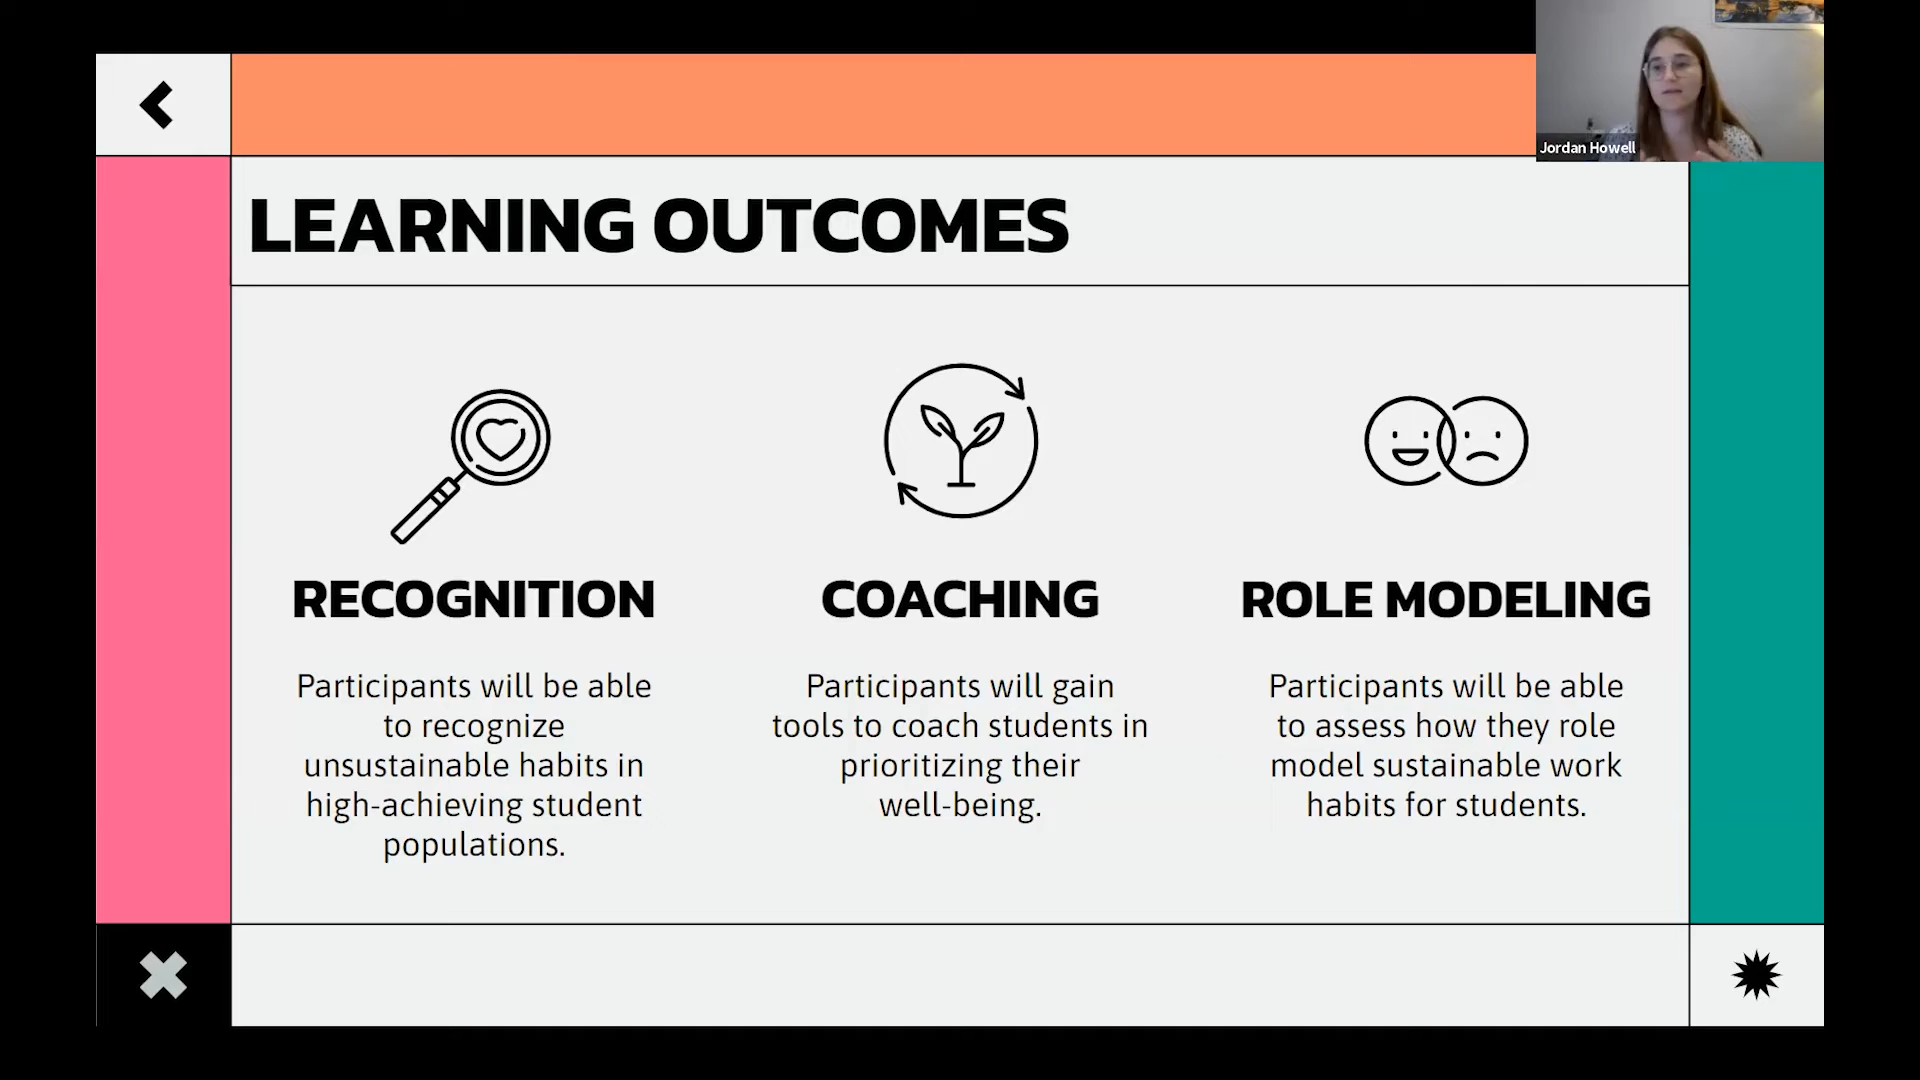 Jordan Howell
LEARNING OUTCOMES
RECOGNITION
Participants will be able
to recognize
unsustainable habits in
high-achieving student
populations.
COACHING
Participants will gain
tools to coach students in
prioritizing their
well-being.
ROLE MODELING
Participants will be able
to assess how they role
model sustainable work
habits for students.